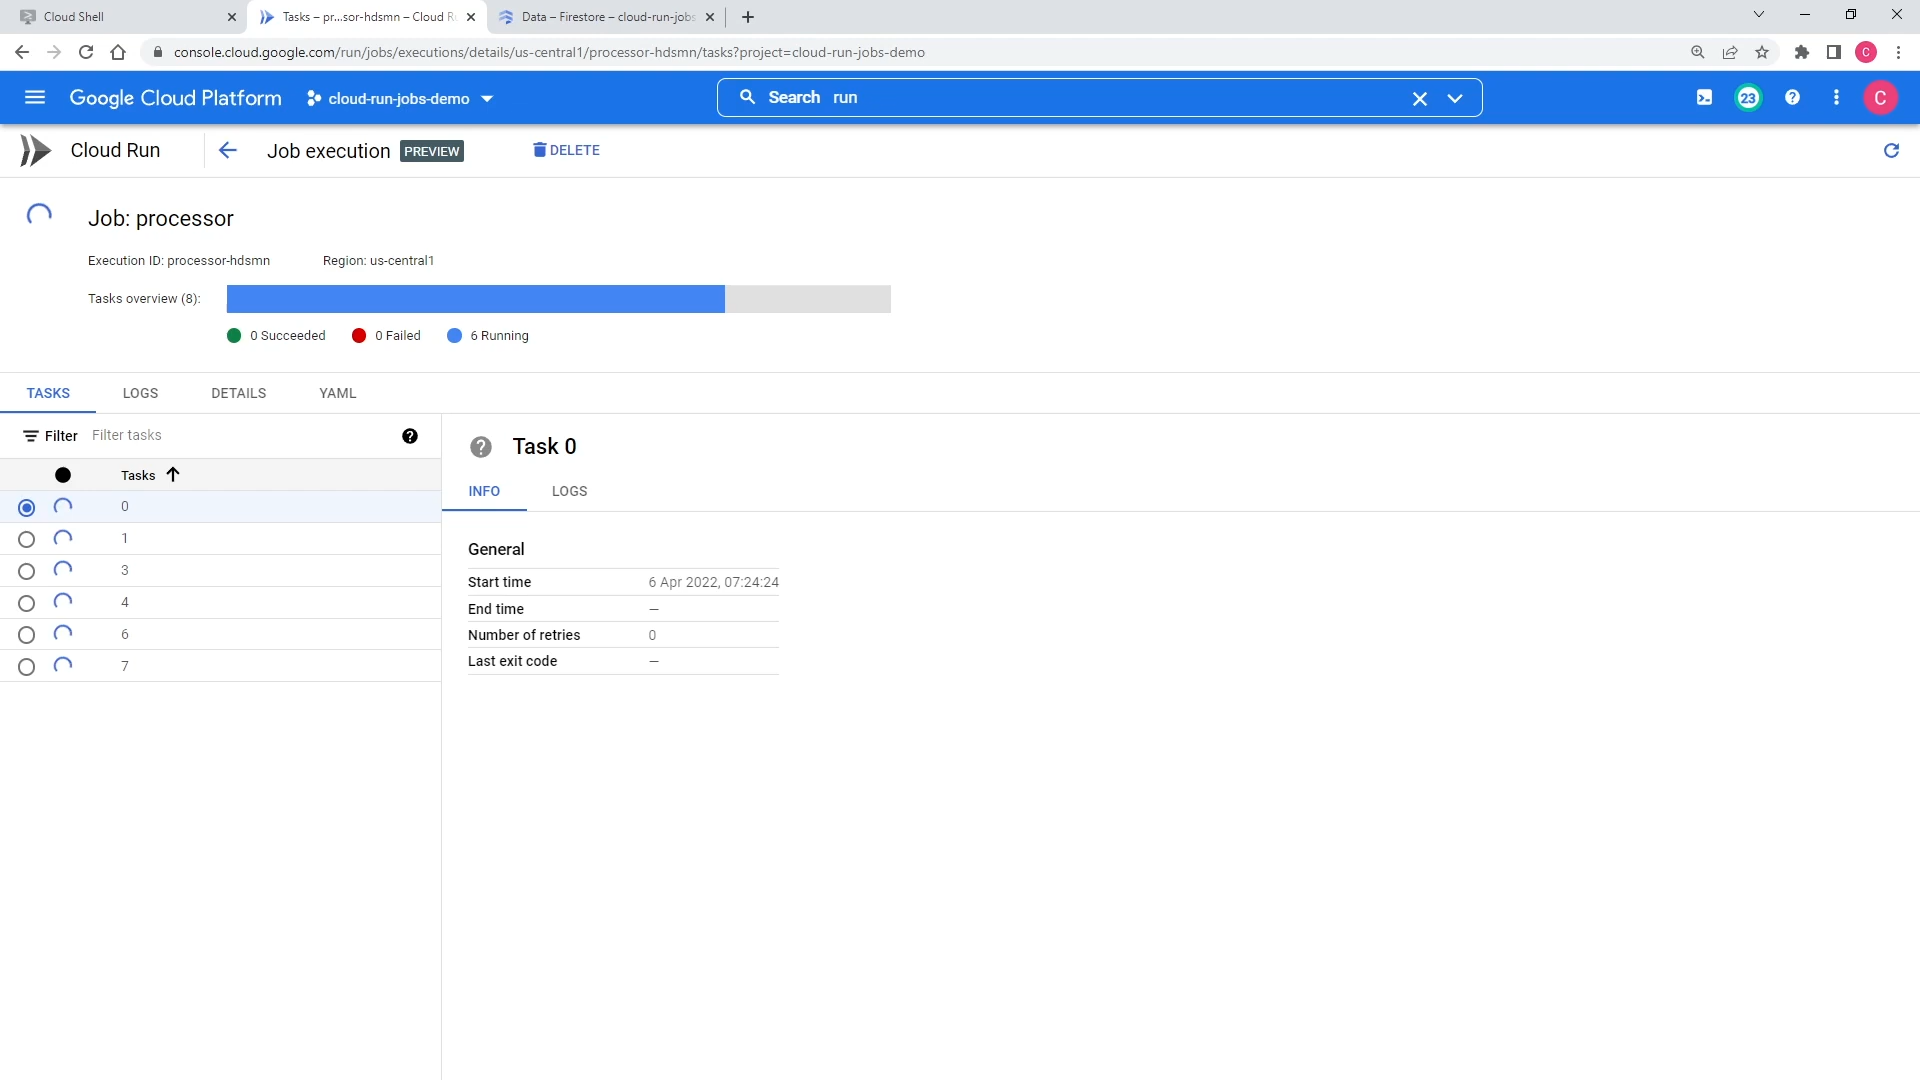 Cloud Shell
Tasks – pr...sor-hdsmn – Cloud Ru
Data – Firestore – cloud-run-jobs
console.cloud.google.com/run/jobs/executions/details/us-central1/processor-hdsmn/tasks?project=cloud-run-jobs-demo
C
Google Cloud Platform
cloud-run-jobs-demo
Search run
23
C
Cloud Run
Job execution
PREVIEW
DELETE
Job: processor
Execution ID: processor-hdsmn
Region: us-central1
Tasks overview (8):
0 Succeeded
0 Failed
6 Running
TASKS
LOGS
DETAILS
YAML
Filter
Filter tasks
Tasks
0
1
3
4
6
7
Task 0
INFO
LOGS
General
Start time 6 Apr 2022, 07:24:24
End time —
Number of retries 0
Last exit code —